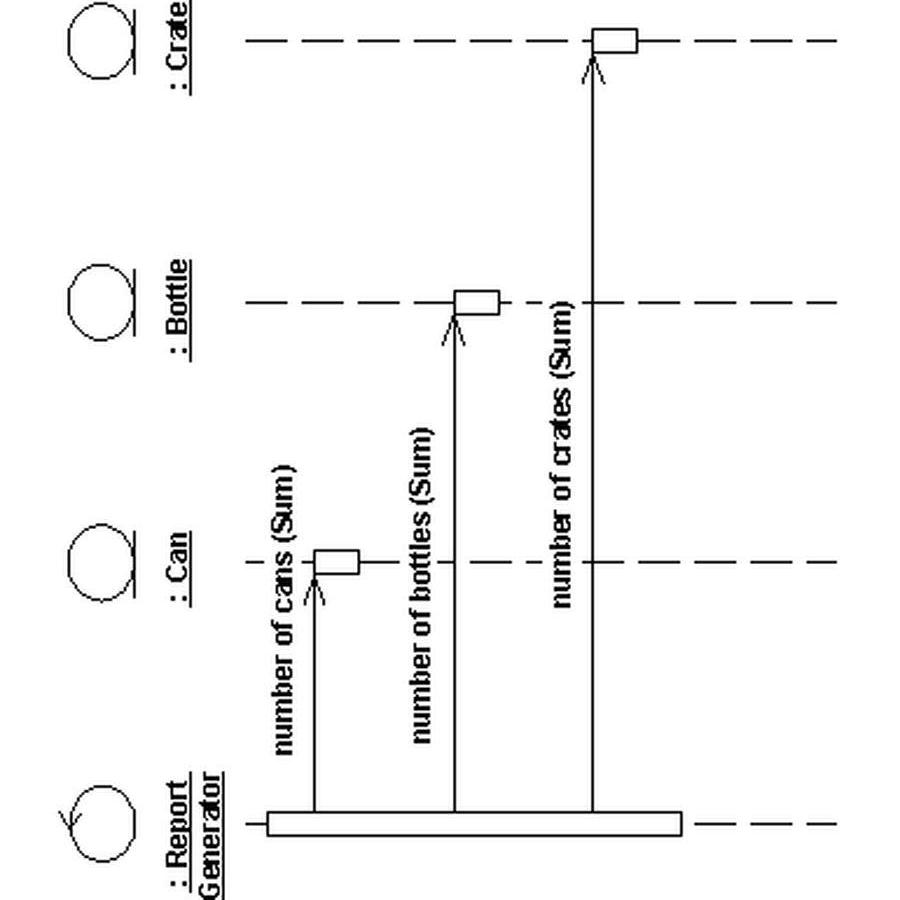 : Report
Generator
: Can
: Bottle
: Crate
number of cans (Sum)
number of bottles (Sum)
number of crates (Sum)